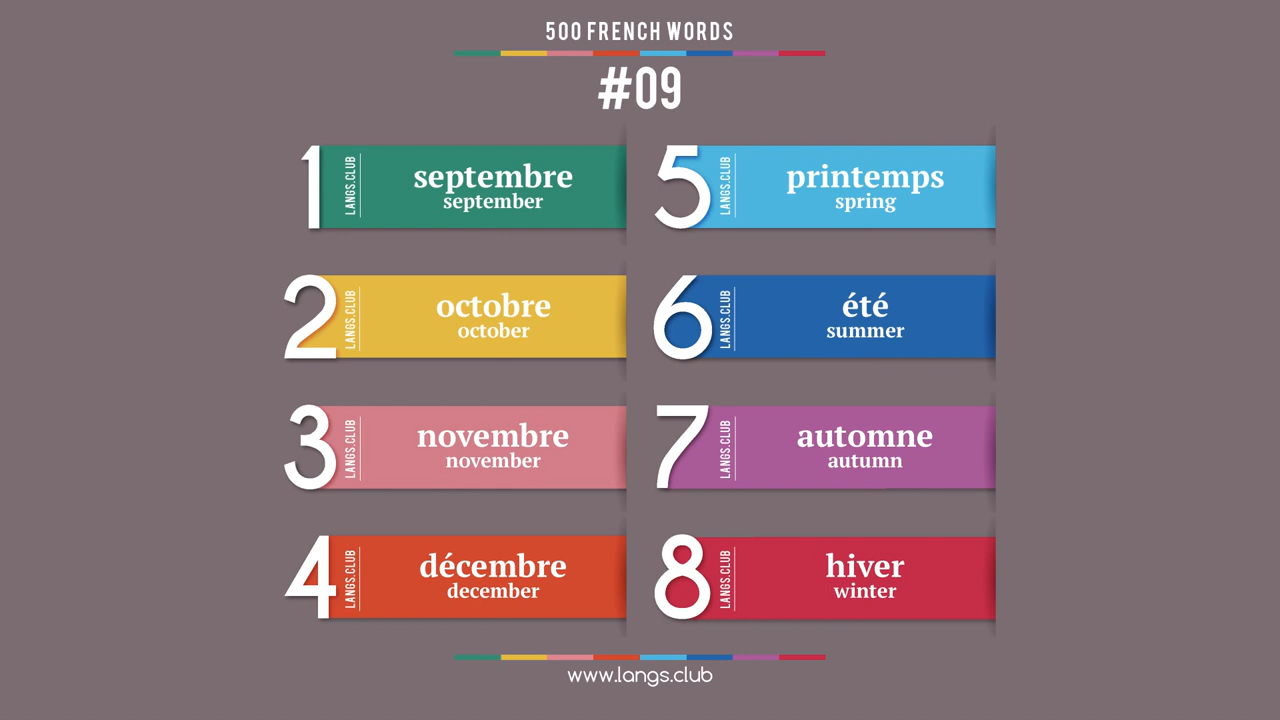 500 FRENCH WORDS
#09
1
LANGS.CLUB
septembre
september
2
LANGS.CLUB
octobre
october
3
LANGS.CLUB
novembre
november
4
LANGS.CLUB
décembre
december
5
LANGS.CLUB
printemps
spring
6
LANGS.CLUB
été
summer
7
LANGS.CLUB
automne
autumn
8
LANGS.CLUB
hiver
winter
www.langs.club